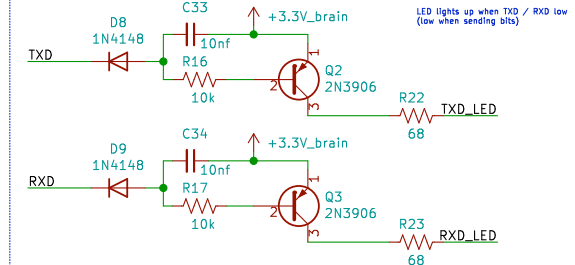 LED lights up when TXD / RXD low
(low when sending bits)
C33
+3.3V_brain
D8
1N4148
10nf
TXD
R16
10k
1
Q2
2N3906
2
3
R22
TXD_LED
68
C34
+3.3V_brain
D9
1N4148
10nf
RXD
R17
10k
1
Q3
2N3906
2
3
R23
RXD_LED
68